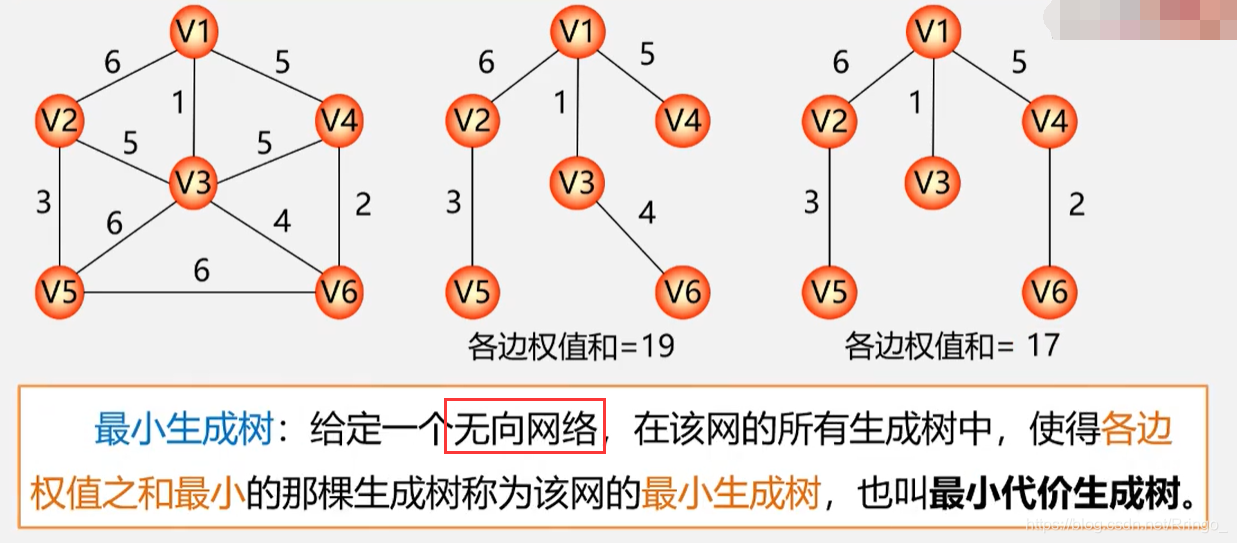 V1 V1 V1
6 5 6 5 6 5
1 1 1
V2 V4 V2 V4 V2 V4
5 5
V3 V3 V3
3 2 3 4 3 2
6 4
6
V5 V6 V5 V6 V5 V6
各边权值和=19 各边权值和= 17
最小生成树：给定一个无向网络，在该网的所有生成树中，使得各边
权值之和最小的那棵生成树称为该网的最小生成树，也叫最小代价生成树。
https://blog.csdn.net/Rringo_